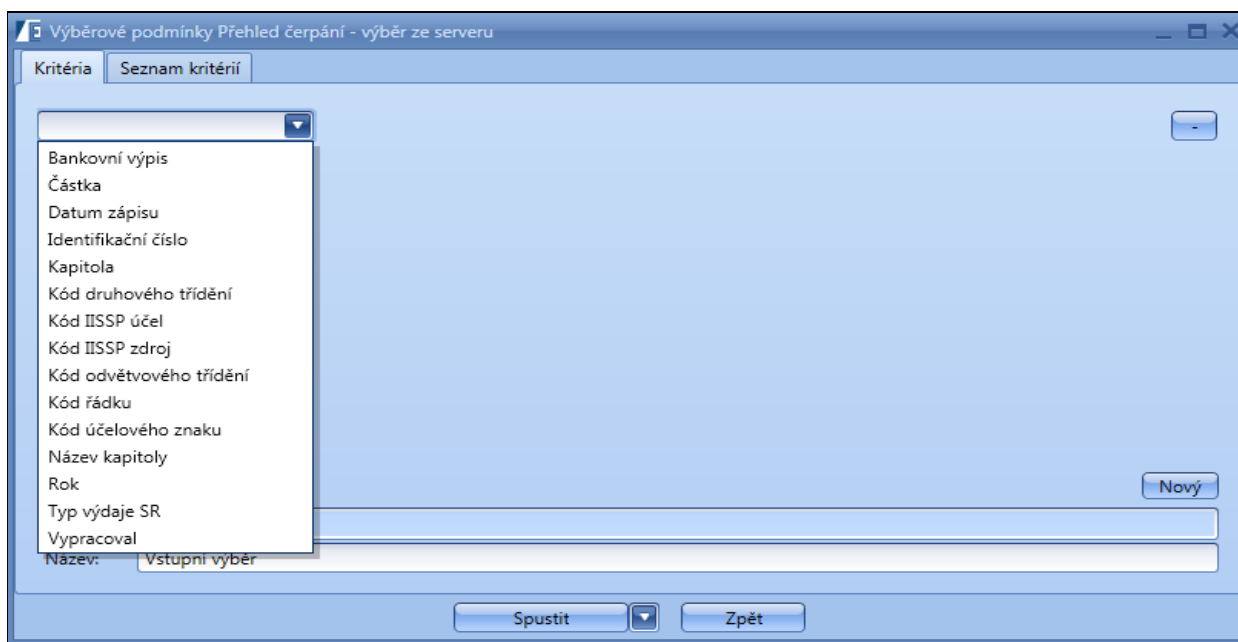 Výběrové podmínky Přehled čerpání - výběr ze serveru
Kritéria Seznam kritérií
-
Bankovní výpis
Částka
Datum zápisu
Identifikační číslo
Kapitola
Kód druhového třídění
Kód IISSP účel
Kód IISSP zdroj
Kód odvětvového třídění
Kód řádku
Kód účelového znaku
Název kapitoly
Rok
Typ výdaje SR
Vypracoval
Nový
Název: Vstupní výběr
Spustit Zpět